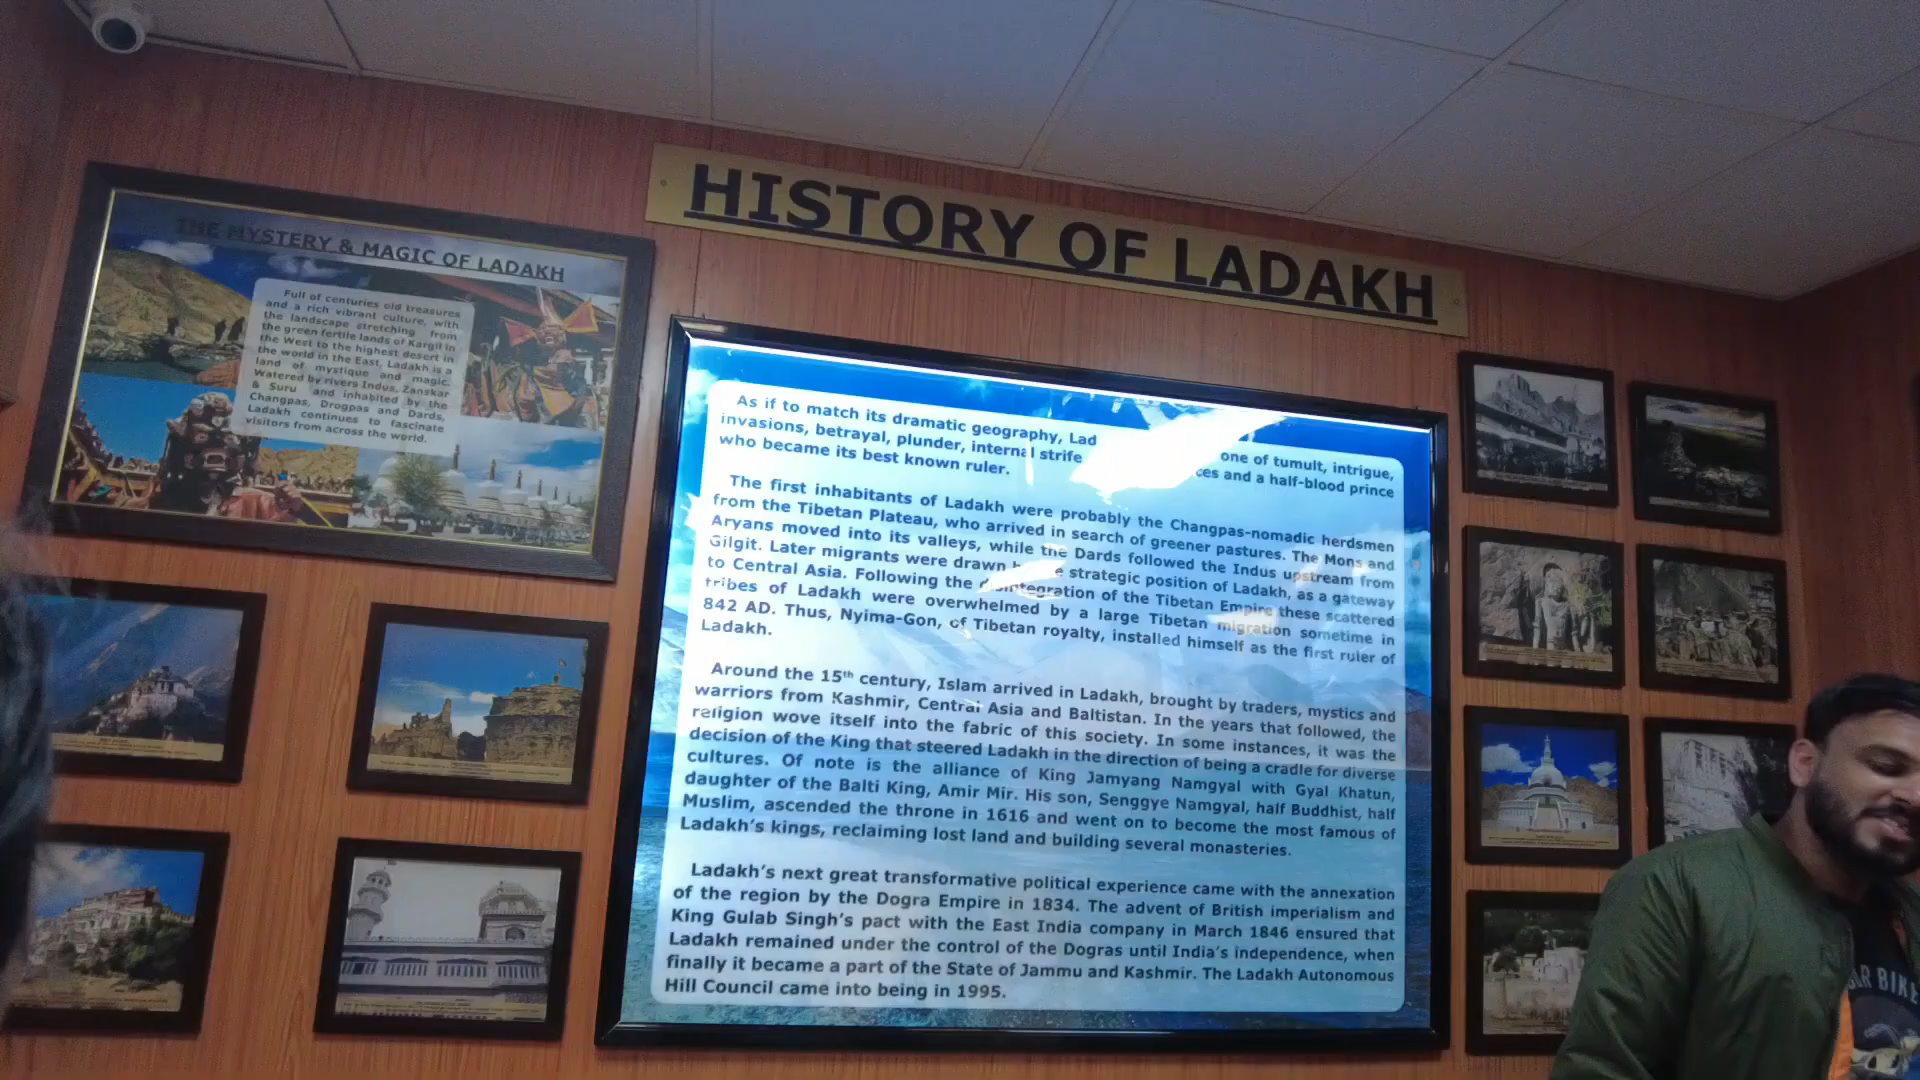 HISTORY OF LADAKH
THE MYSTERY & MAGIC OF LADAKH
Full of centuries old treasures
and a rich vibrant culture, with
the landscape stretching from
the green fertile lands of Kargil in
the West to the highest desert in
the world in the East, Ladakh is a
land of mystique and magic.
Watered by rivers Indus, Zanskar
& Suru and inhabited by the
Changpas, Drogpas and Dards,
Ladakh continues to fascinate
visitors from across the world.
As if to match its dramatic geography, Lad one of tumult, intrigue,
invasions, betrayal, plunder, internal strife ces and a half-blood prince
who became its best known ruler.
The first inhabitants of Ladakh were probably the Changpas-nomadic herdsmen
from the Tibetan Plateau, who arrived in search of greener pastures. The Mons and
Aryans moved into its valleys, while the Dards followed the Indus upstream from
Gilgit. Later migrants were drawn strategic position of Ladakh, as a gateway
to Central Asia. Following the disintegration of the Tibetan Empire these scattered
tribes of Ladakh were overwhelmed by a large Tibetan migration sometime in
842 AD. Thus, Nyima-Gon, of Tibetan royalty, installed himself as the first ruler of
Ladakh.
Around the 15th century, Islam arrived in Ladakh, brought by traders, mystics and
warriors from Kashmir, Central Asia and Baltistan. In the years that followed, the
religion wove itself into the fabric of this society. In some instances, it was the
decision of the King that steered Ladakh in the direction of being a cradle for diverse
cultures. Of note is the alliance of King Jamyang Namgyal with Gyal Khatun,
daughter of the Balti King, Amir Mir. His son, Senggye Namgyal, half Buddhist, half
Muslim, ascended the throne in 1616 and went on to become the most famous of
Ladakh's kings, reclaiming lost land and building several monasteries.
Ladakh's next great transformative political experience came with the annexation
of the region by the Dogra Empire in 1834. The advent of British imperialism and
King Gulab Singh's pact with the East India company in March 1846 ensured that
Ladakh remained under the control of the Dogras until India's independence, when
finally it became a part of the State of Jammu and Kashmir. The Ladakh Autonomous
Hill Council came into being in 1995.